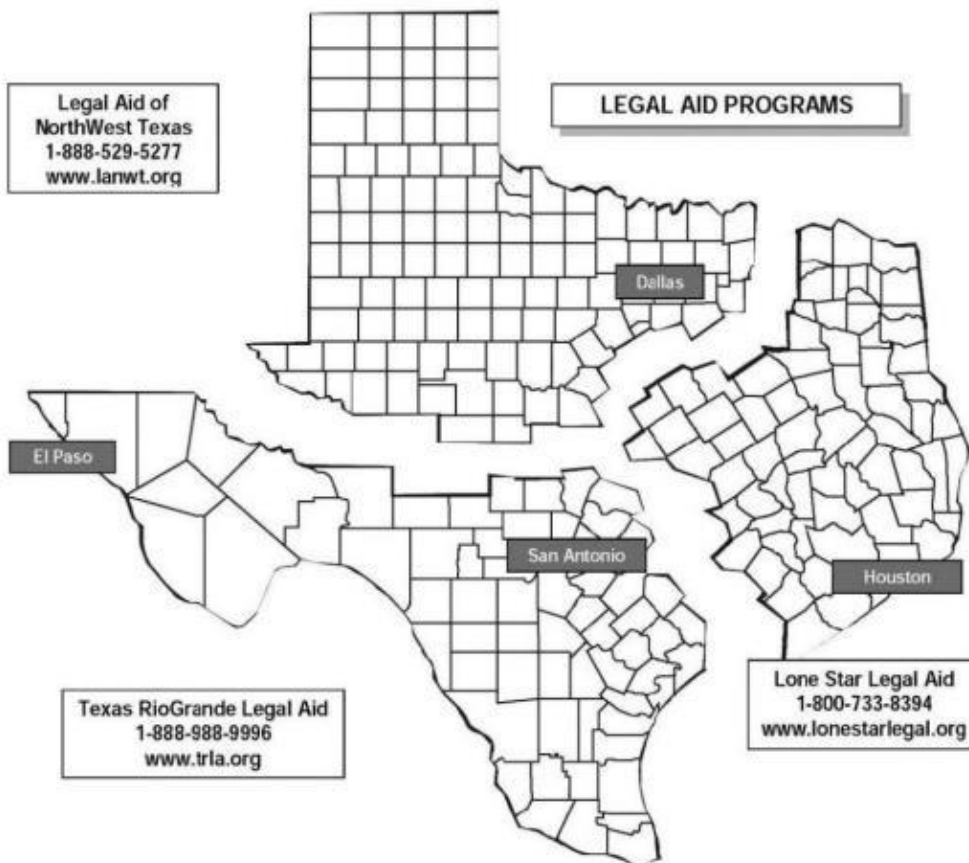 Legal Aid of
NorthWest Texas
1-888-529-5277
www.lanwt.org
LEGAL AID PROGRAMS
Dallas
El Paso
San Antonio
Houston
Texas RioGrande Legal Aid
1-888-988-9996
www.trla.org
Lone Star Legal Aid
1-800-733-8394
www.lonestarlegal.org